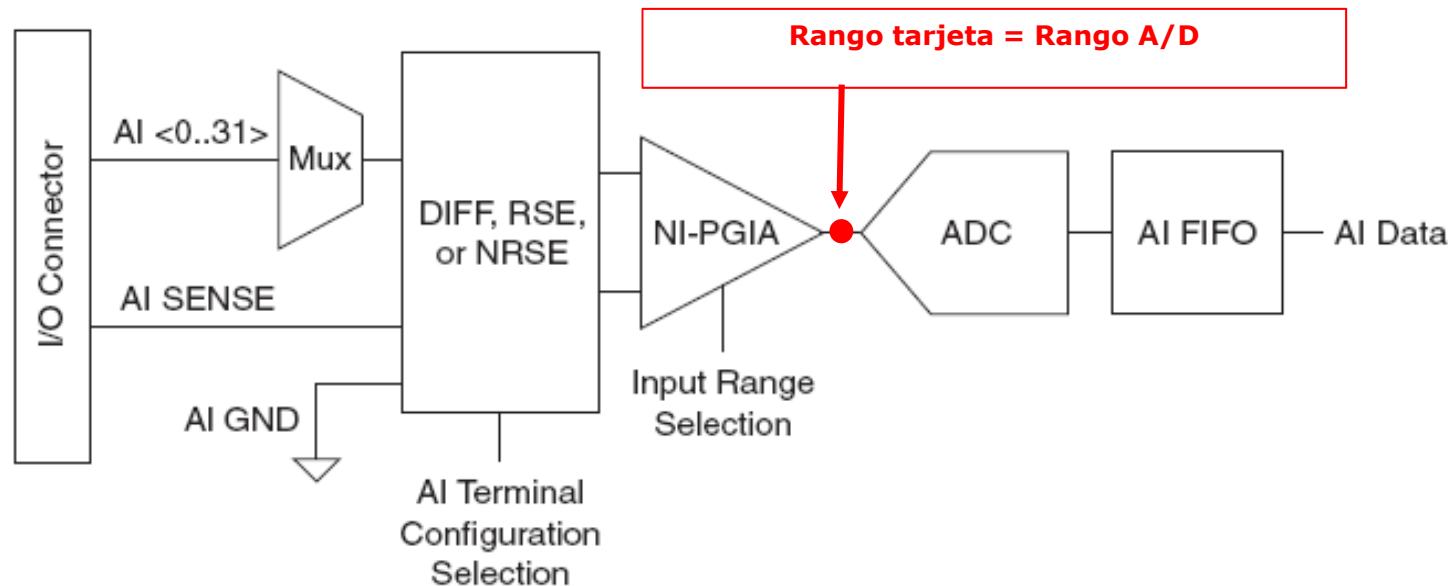 Rango tarjeta = Rango A/D
I/O Connector
AI <0..31>
Mux
AI SENSE
AI GND
DIFF, RSE,
or NRSE
AI Terminal
Configuration
Selection
NI-PGIA
Input Range
Selection
ADC
AI FIFO
AI Data